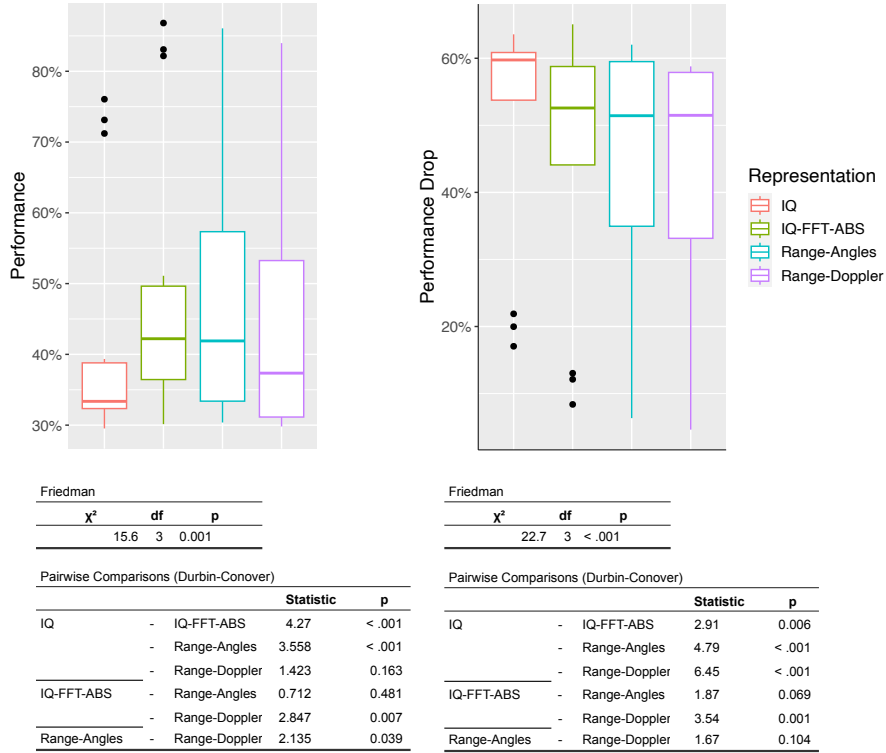 Performance
80%
70%
60%
50%
40%
30%
Performance Drop
60%
40%
20%
Representation
IQ
IQ-FFT-ABS
Range-Angles
Range-Doppler
Friedman
χ² df p
15.6 3 0.001
Pairwise Comparisons (Durbin-Conover)
Statistic p
IQ - IQ-FFT-ABS 4.27 < .001
- Range-Angles 3.558 < .001
- Range-Doppler 1.423 0.163
IQ-FFT-ABS - Range-Angles 0.712 0.481
- Range-Doppler 2.847 0.007
Range-Angles - Range-Doppler 2.135 0.039
Friedman
χ² df p
22.7 3 < .001
Pairwise Comparisons (Durbin-Conover)
Statistic p
IQ - IQ-FFT-ABS 2.91 0.006
- Range-Angles 4.79 < .001
- Range-Doppler 6.45 < .001
IQ-FFT-ABS - Range-Angles 1.87 0.069
- Range-Doppler 3.54 0.001
Range-Angles - Range-Doppler 1.67 0.104